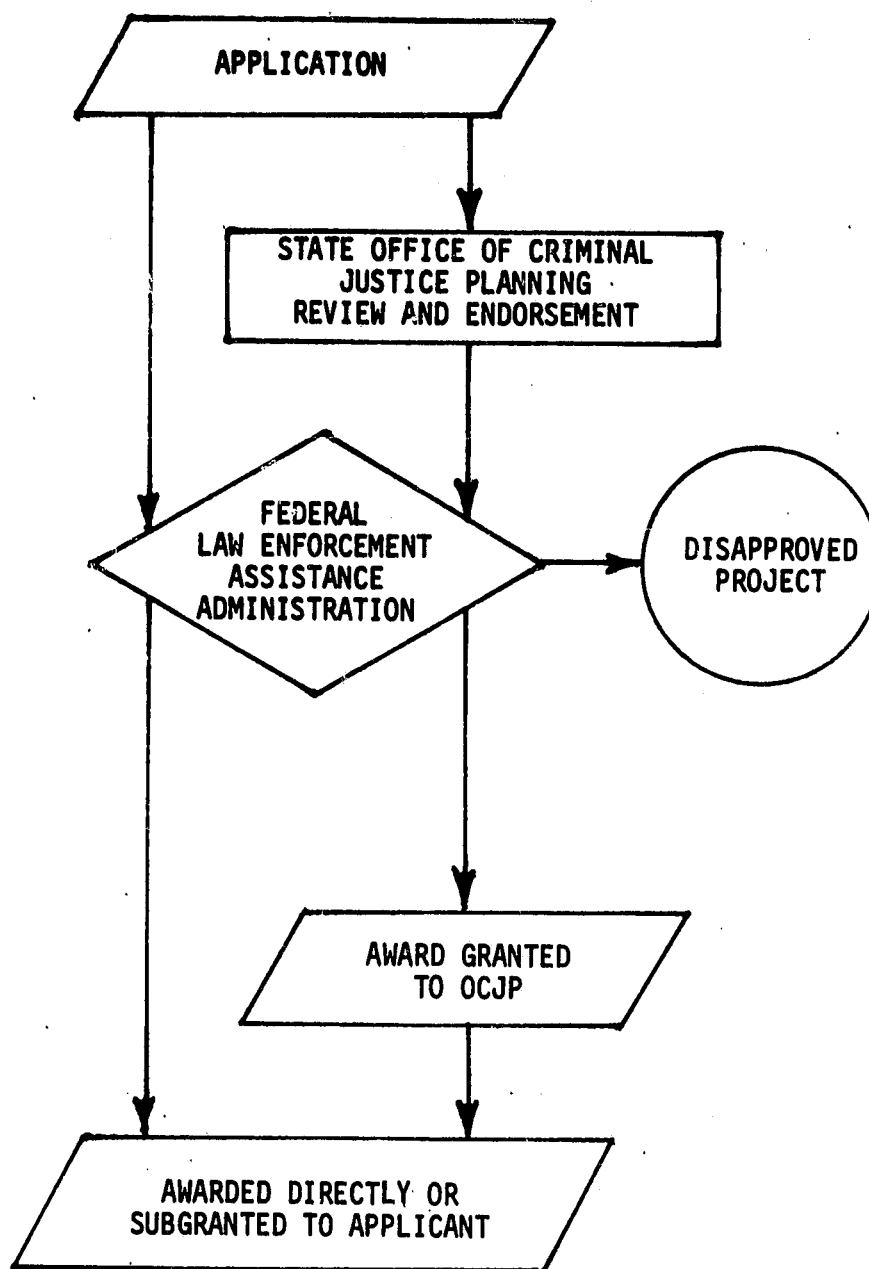 APPLICATION
STATE OFFICE OF CRIMINAL
JUSTICE PLANNING
REVIEW AND ENDORSEMENT
FEDERAL
LAW ENFORCEMENT
ASSISTANCE
ADMINISTRATION
DISAPPROVED
PROJECT
AWARD GRANTED
TO OCJP
AWARDED DIRECTLY OR
SUBGRANTED TO APPLICANT